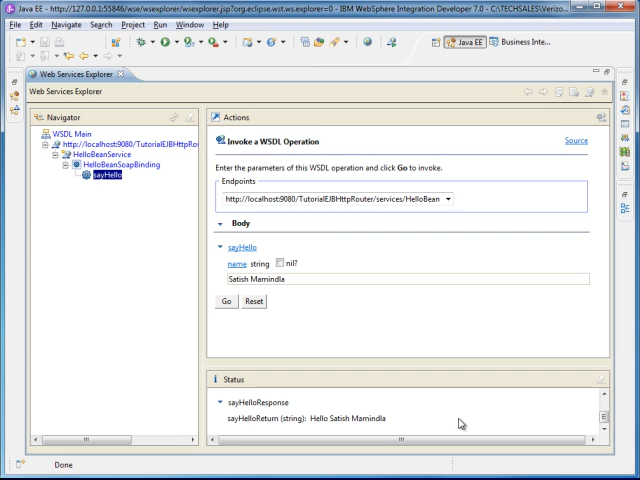 Java EE - http://127.0.0.1:55846/wse/wsexplorer/wsexplorer.jsp?org.eclipse.wst.ws.explorer=0 - IBM WebSphere Integration Developer 7.0 - C:\TECHSALES\Verizo...
File Edit Navigate Search Project Run Window Help
Java EE Business Inte...
Web Services Explorer
Web Services Explorer
Navigator
WSDL Main
http://localhost:9080/TutorialEJBHttpRo
HelloBeanService
HelloBeanSoapBinding
sayHello
Actions
Invoke a WSDL Operation
Source
Enter the parameters of this WSDL operation and click Go to invoke.
Endpoints
http://localhost:9080/TutorialEJBHttpRouter/services/HelloBean
Body
sayHello
name string nil?
Satish Mamindla
Go Reset
Status
sayHelloResponse
sayHelloReturn (string): Hello Satish Mamindla
Done